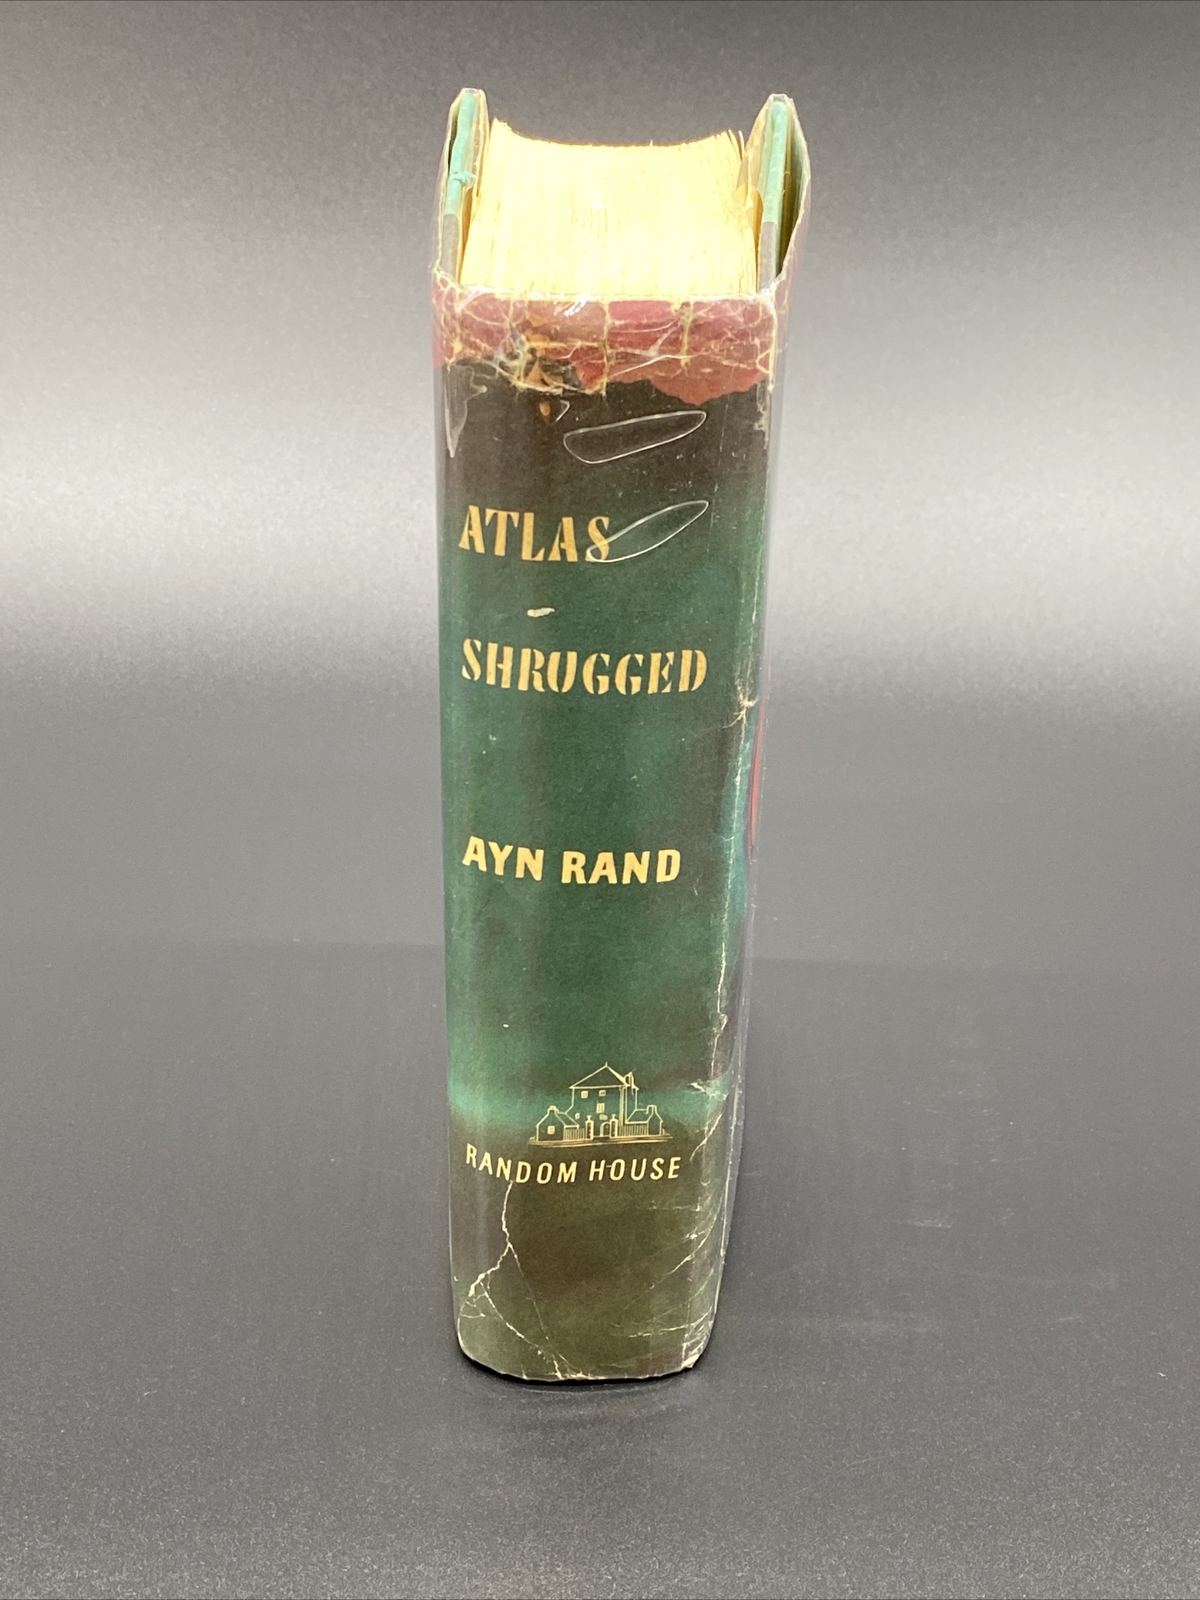 ATLAS
SHRUGGED
AYN RAND
RANDOM HOUSE